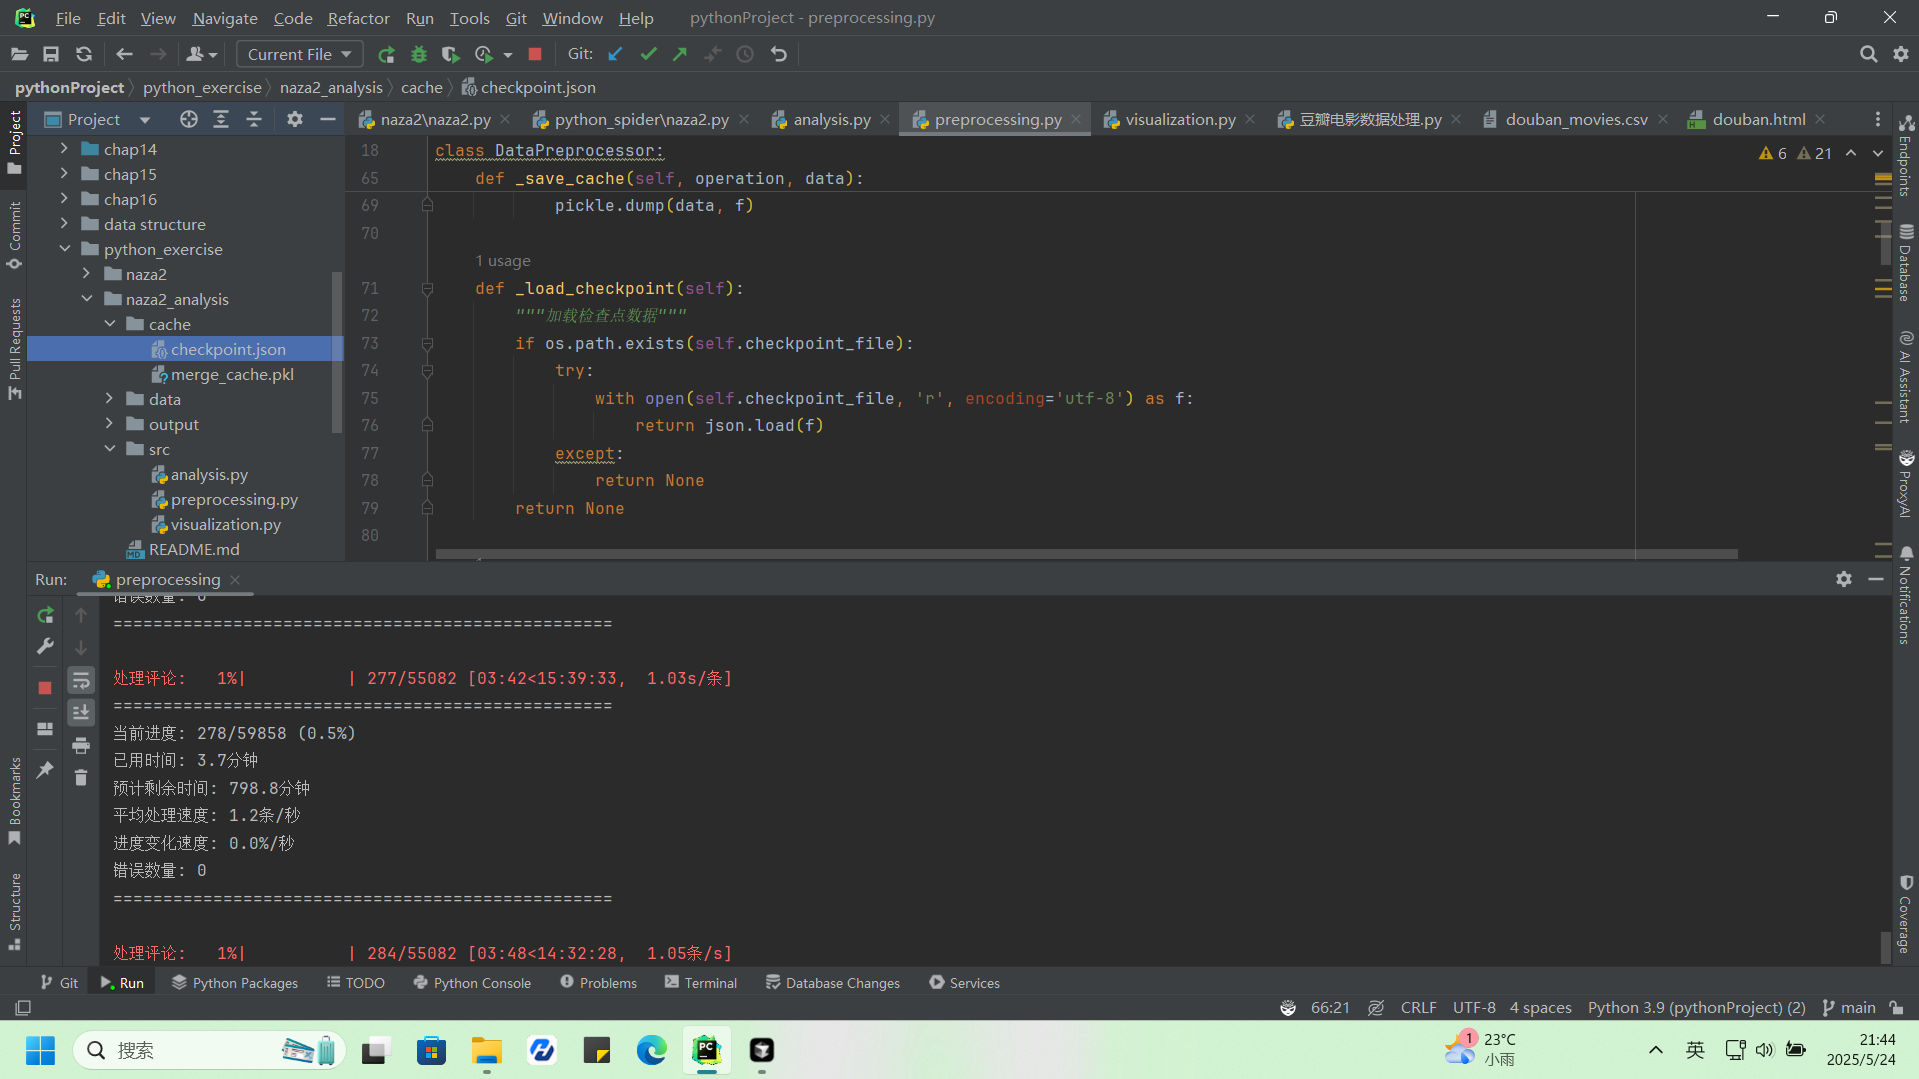 File Edit View Navigate Code Refactor Run Tools Git Window Help pythonProject - preprocessing.py
Current File Git:
pythonProject python_exercise naza2_analysis cache checkpoint.json
Project
naza2\naza2.py python_spider\naza2.py analysis.py preprocessing.py visualization.py 豆瓣电影数据处理.py douban_movies.csv douban.html
chap14
chap15
chap16
data structure
python_exercise
naza2
naza2_analysis
cache
checkpoint.json
merge_cache.pkl
data
output
src
analysis.py
preprocessing.py
visualization.py
README.md
6 21
18 class DataPreprocessor:
65 def _save_cache(self, operation, data):
69 pickle.dump(data, f)
70
1 usage
71 def _load_checkpoint(self):
72 """加载检查点数据"""
73 if os.path.exists(self.checkpoint_file):
74 try:
75 with open(self.checkpoint_file, 'r', encoding='utf-8') as f:
76 return json.load(f)
77 except:
78 return None
79 return None
80
Project
Commit
Pull Requests
Bookmarks
Structure
Endpoints
Database
AI Assistant
ProxyAI
Notifications
Coverage
Run: preprocessing
错误数量: 0
==================================================
处理评论:   1%|          | 277/55082 [03:42<15:39:33,  1.03s/条]
==================================================
当前进度: 278/59858 (0.5%)
已用时间: 3.7分钟
预计剩余时间: 798.8分钟
平均处理速度: 1.2条/秒
进度变化速度: 0.0%/秒
错误数量: 0
==================================================
处理评论:   1%|          | 284/55082 [03:48<14:32:28,  1.05条/s]
Git Run Python Packages TODO Python Console Problems Terminal Database Changes Services
66:21 CRLF UTF-8 4 spaces Python 3.9 (pythonProject) (2) main
搜索
1
23°C
小雨
英
21:44
2025/5/24